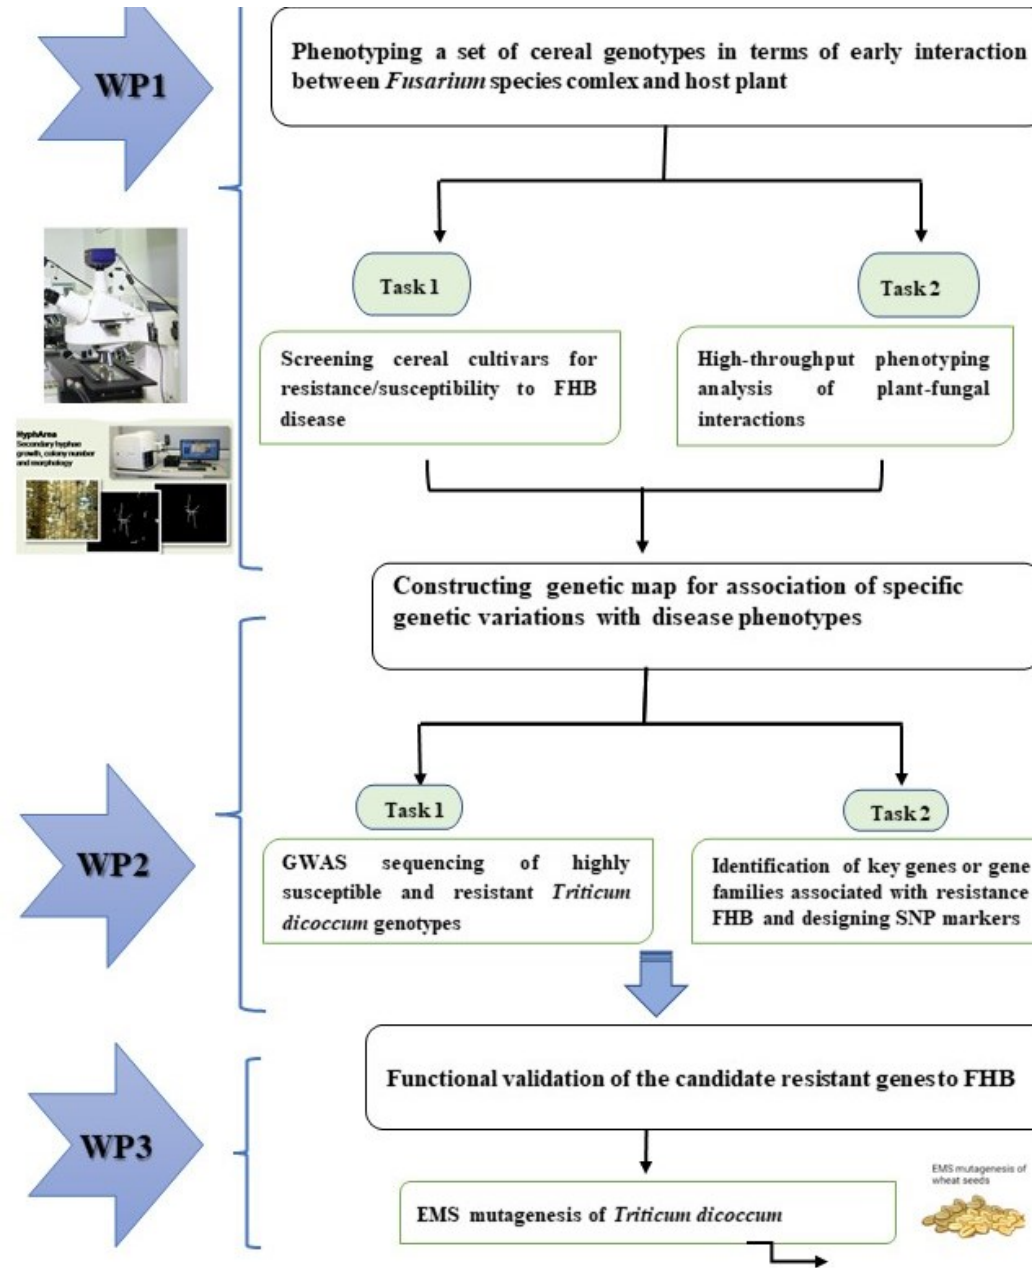 WP1
Phenotyping a set of cereal genotypes in terms of early interaction
between Fusarium species comlex and host plant
Task 1
Task 2
Screening cereal cultivars for
resistance/susceptibility to FHB
disease
High-throughput phenotyping
analysis of plant-fungal
interactions
HyphArea
Secondary hyphae
growth, colony number
and morphology
Constructing genetic map for association of specific
genetic variations with disease phenotypes
WP2
Task 1
Task 2
GWAS sequencing of highly
susceptible and resistant Triticum
dicoccum genotypes
Identification of key genes or gene
families associated with resistance
FHB and designing SNP markers
WP3
Functional validation of the candidate resistant genes to FHB
EMS mutagenesis of Triticum dicoccum
EMS mutagenesis of
wheat seeds